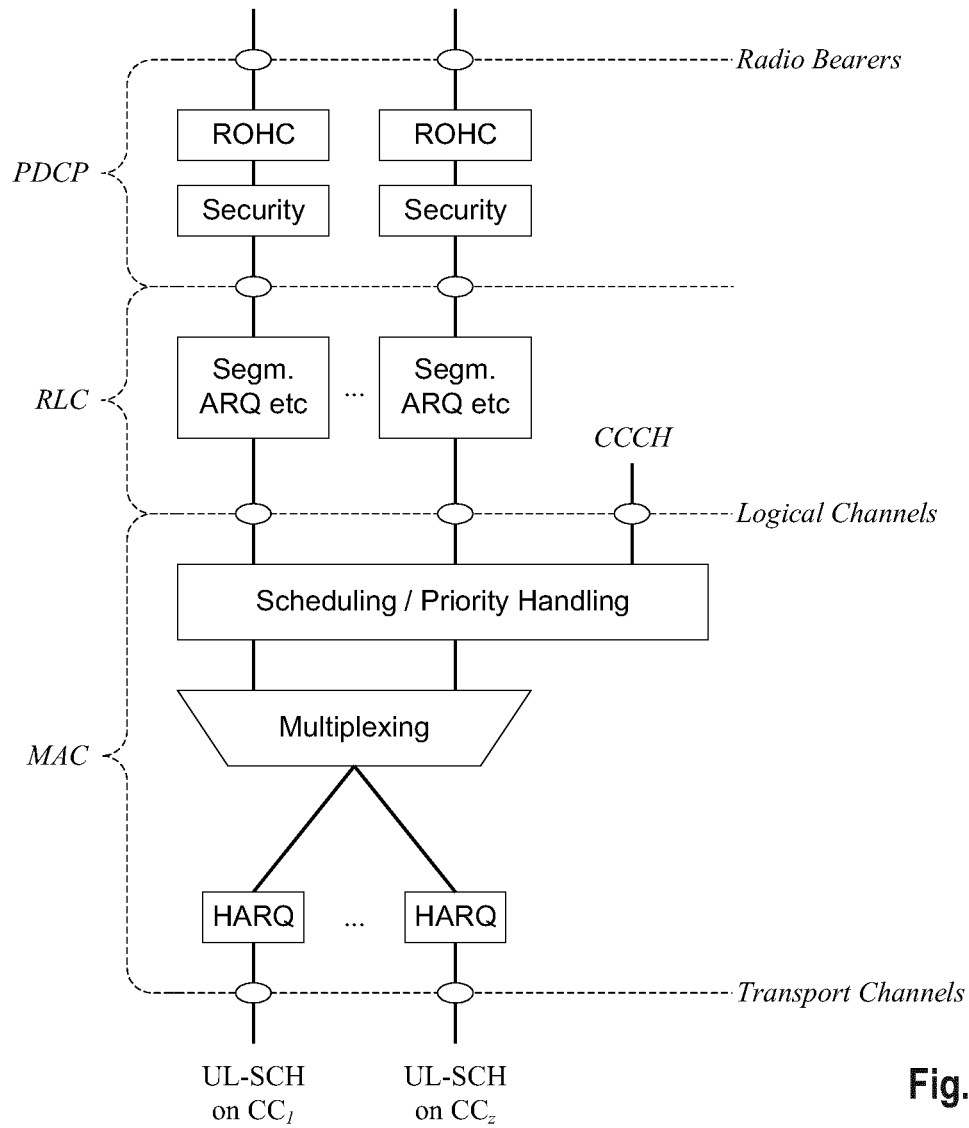 Radio Bearers
ROHC
ROHC
PDCP
Security
Security
Segm.
ARQ etc
...
Segm.
ARQ etc
RLC
CCCH
Logical Channels
Scheduling / Priority Handling
Multiplexing
MAC
HARQ
...
HARQ
Transport Channels
UL-SCH
on CC1
UL-SCH
on CCz
Fig.